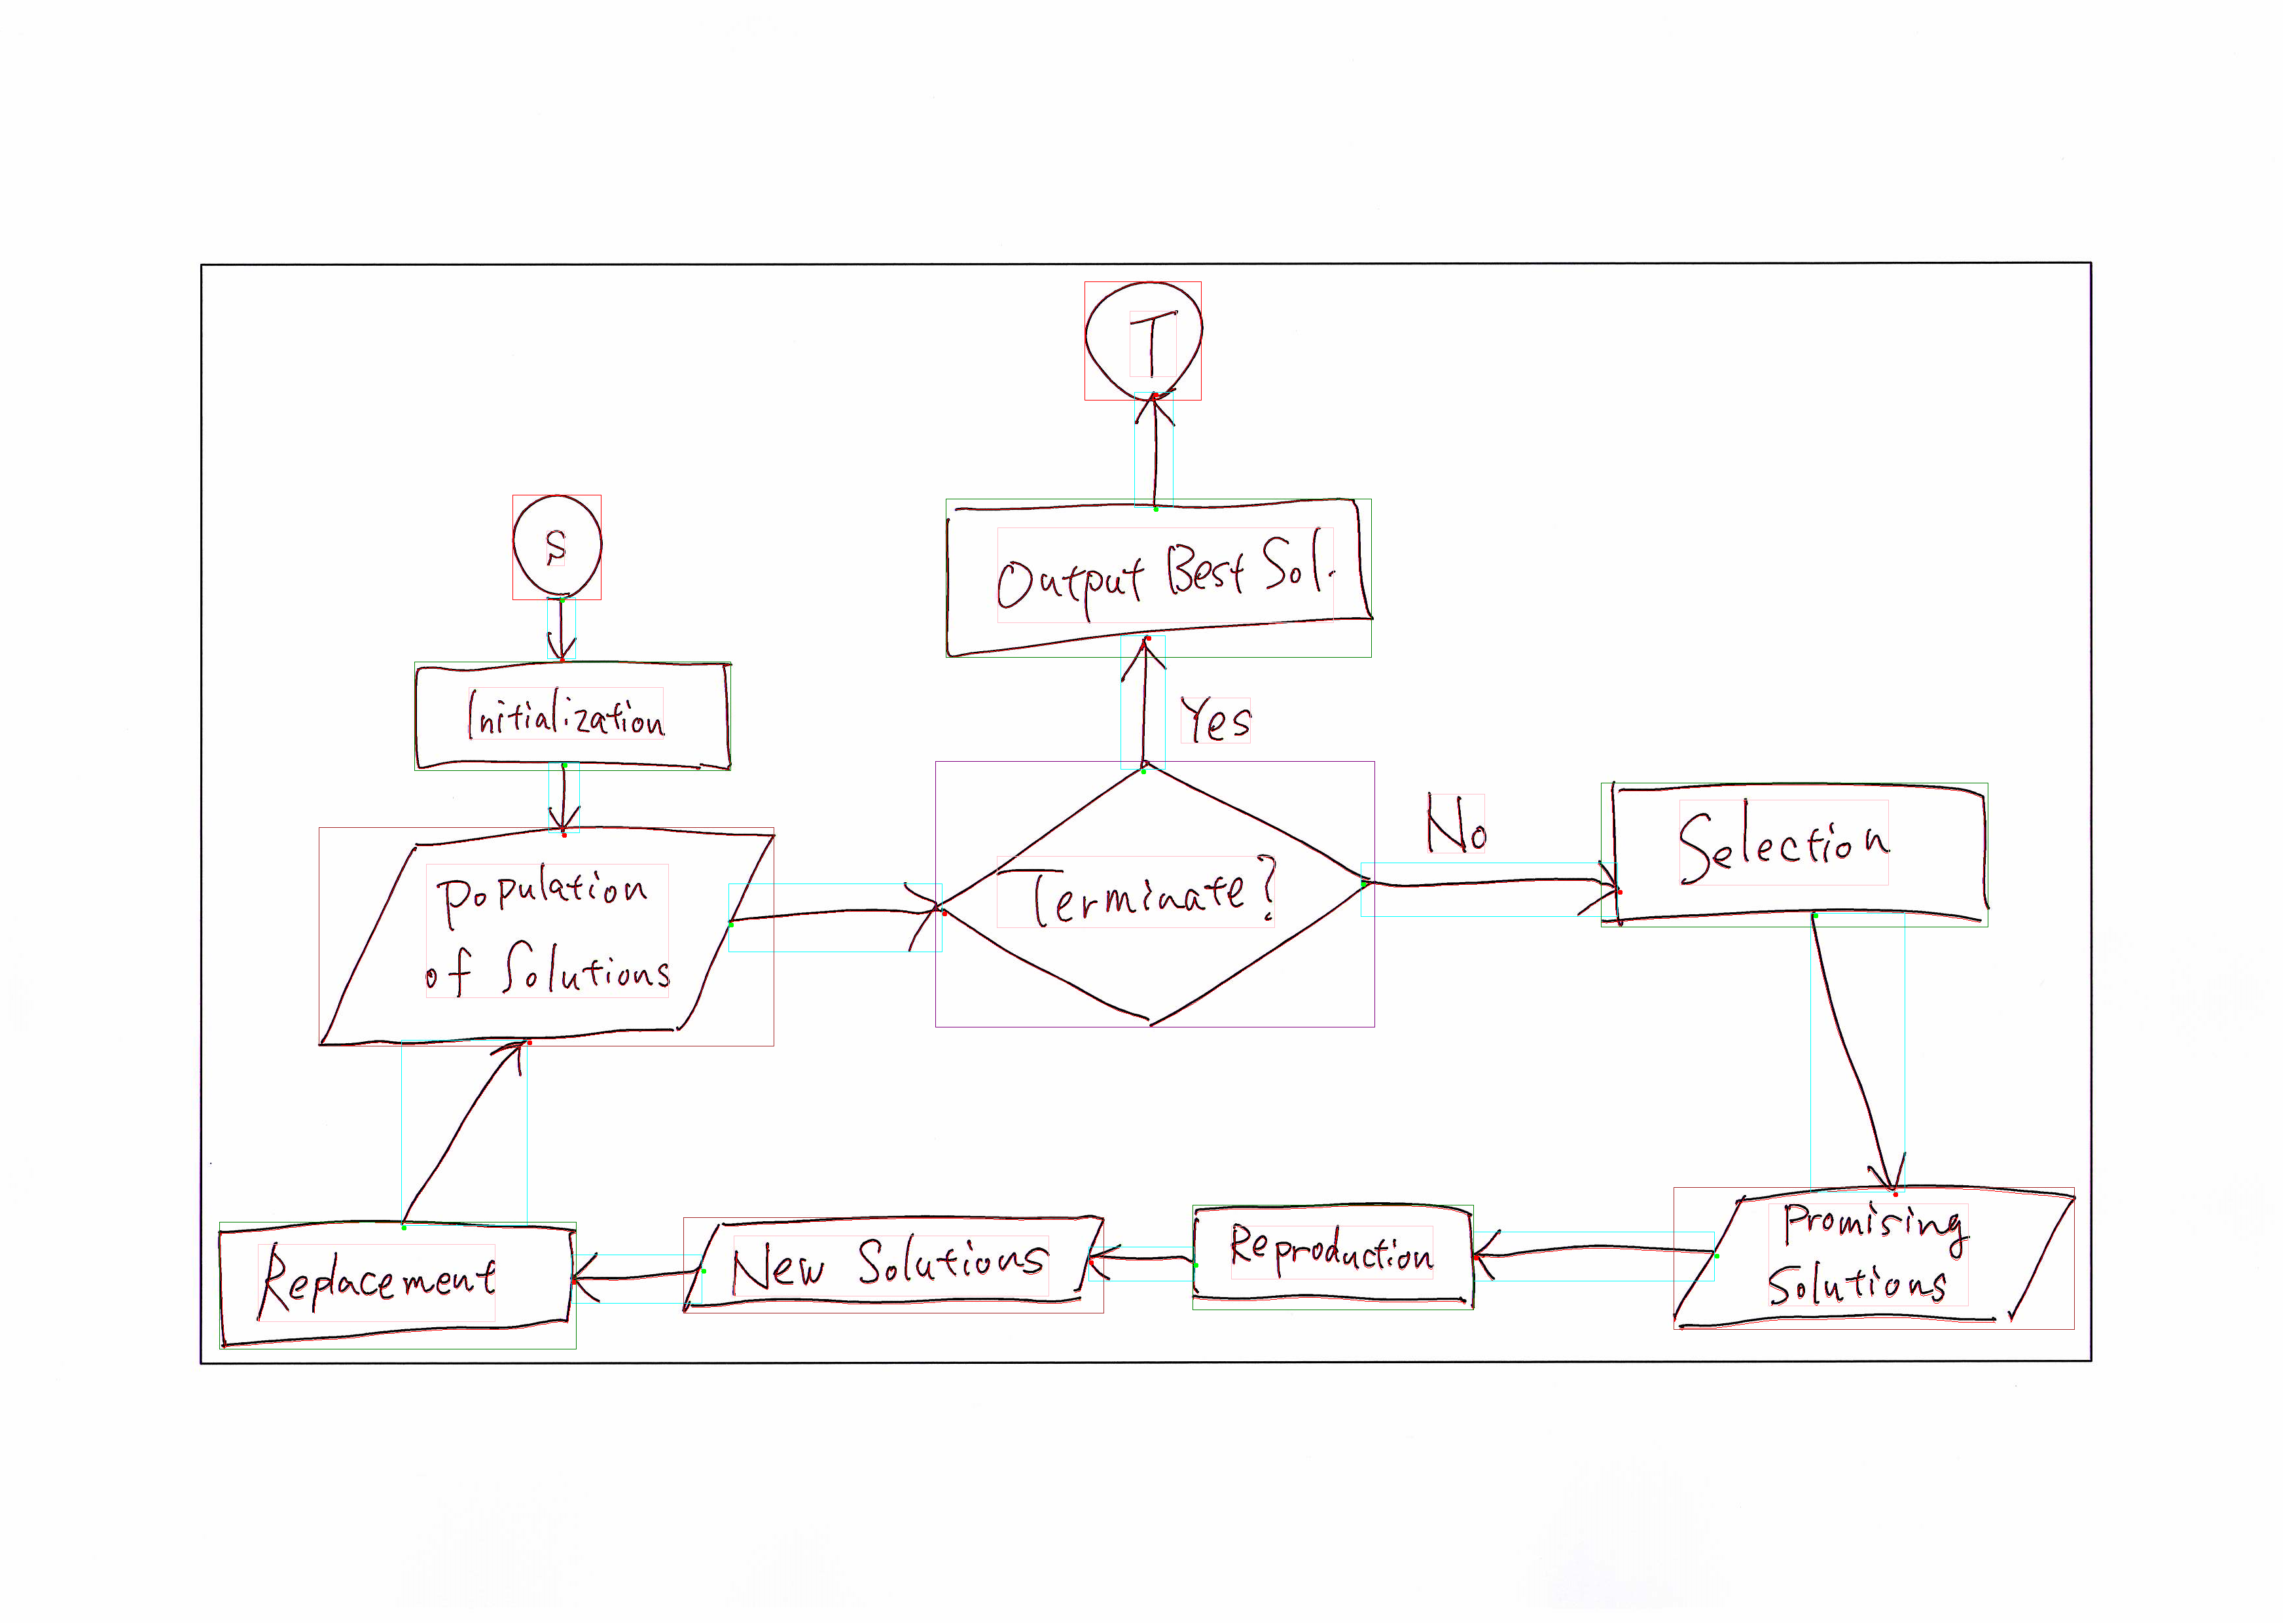 T
S
Output Best Sol.
Initialization
Yes
No
Population
of Solutions
Terminate?
Selection
Promising
Solutions
Reproduction
New Solutions
Replacement